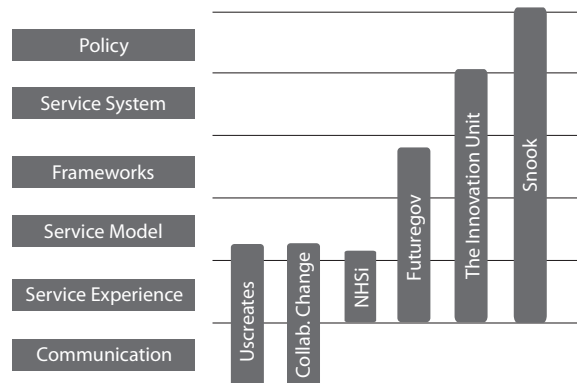 Policy
Service System
Frameworks
Service Model
Service Experience
Communication
Uscreates
Collab. Change
NHSi
Futuregov
The Innovation Unit
Snook